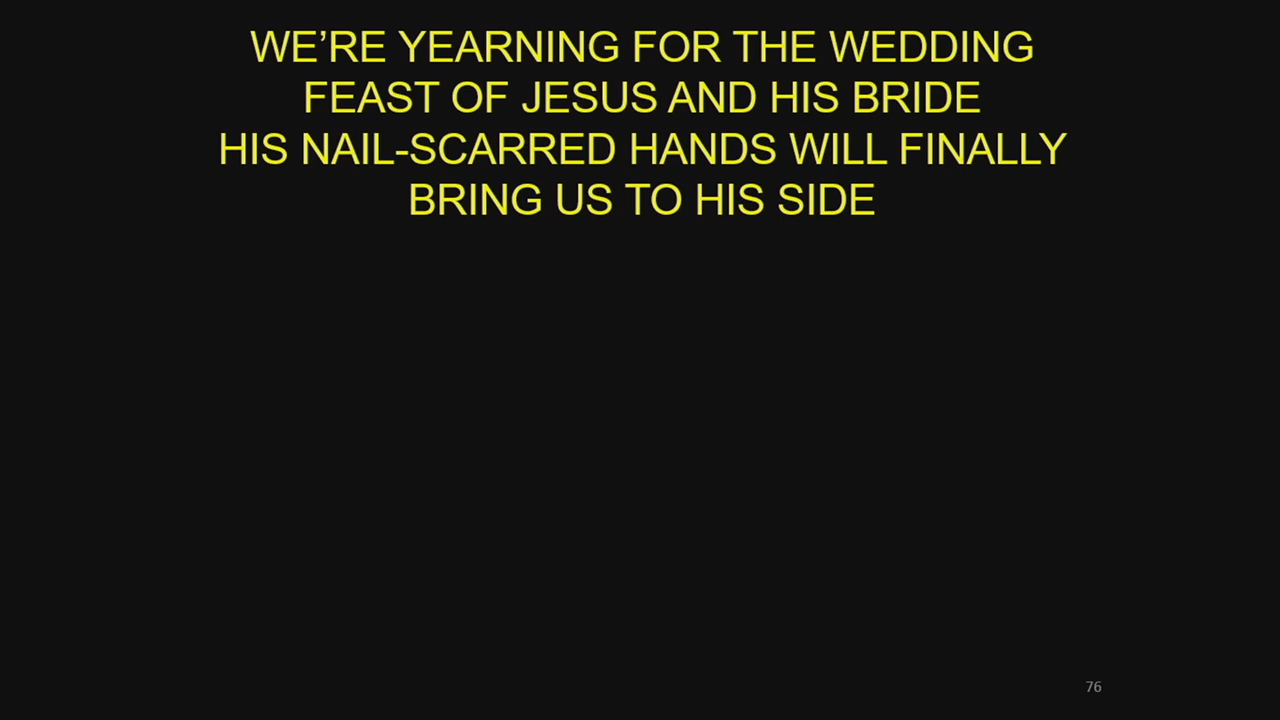 WE’RE YEARNING FOR THE WEDDING
FEAST OF JESUS AND HIS BRIDE
HIS NAIL-SCARRED HANDS WILL FINALLY
BRING US TO HIS SIDE
76